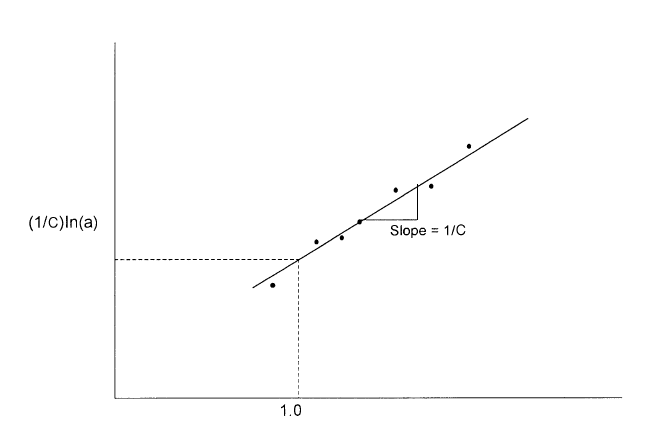 (1/C)ln(a)
Slope = 1/C
1.0